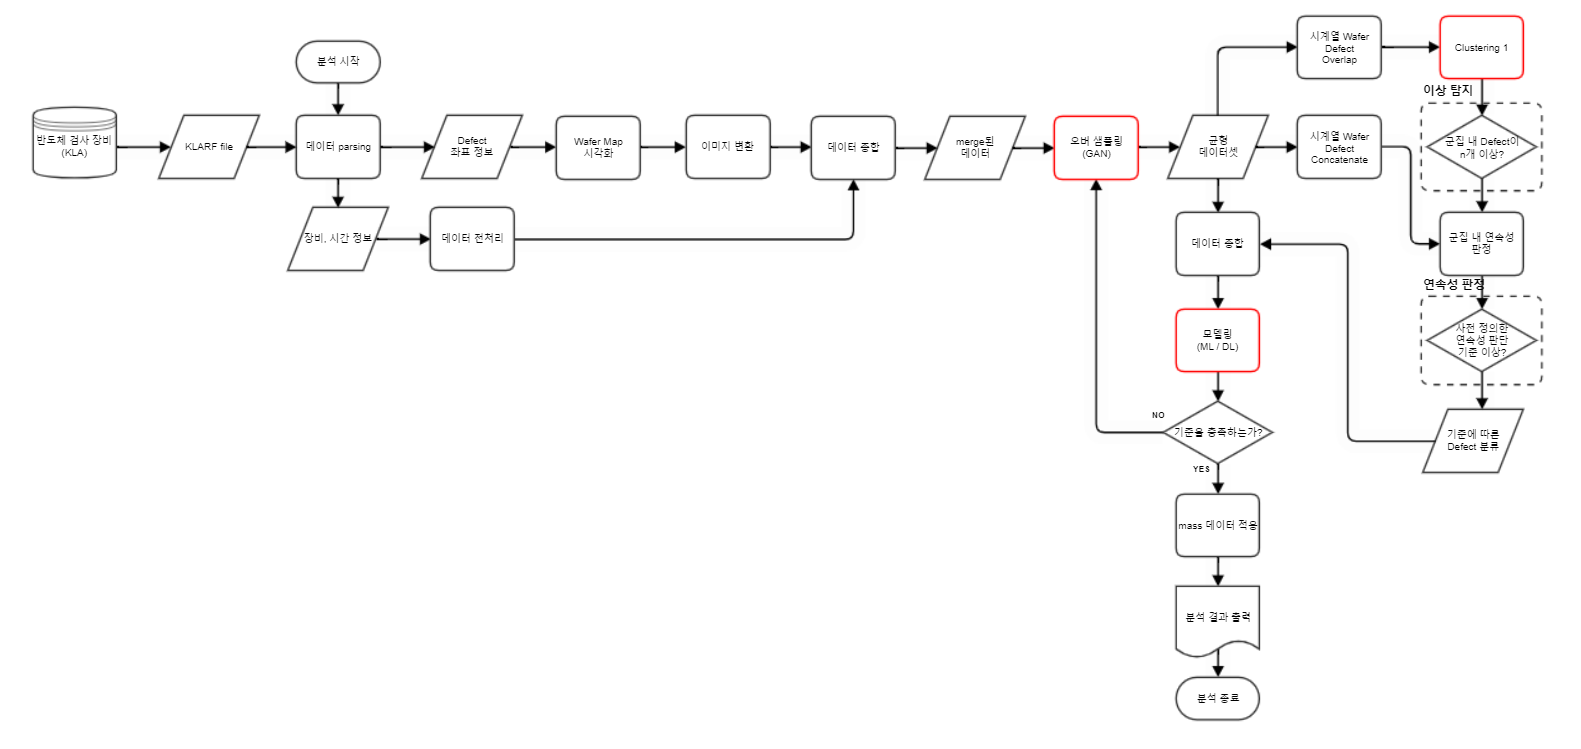 분석 시작
반도체 검사 장비
(KLA)
KLARF file
데이터 parsing
Defect
좌표 정보
Wafer Map
시각화
이미지 변환
데이터 종합
merge된
데이터
오버 샘플링
(GAN)
균형
데이터셋
장비, 시간 정보
데이터 전처리
시계열 Wafer
Defect
Overlap
Clustering 1
이상 탐지
시계열 Wafer
Defect
Concatenate
군집 내 Defect이
n개 이상?
데이터 종합
군집 내 연속성
판정
연속성 판정
사전 정의한
연속성 판단
기준 이상?
모델링
(ML / DL)
NO
기준을 충족하는가?
YES
기준에 따른
Defect 분류
mass 데이터 적용
분석 결과 출력
분석 종료